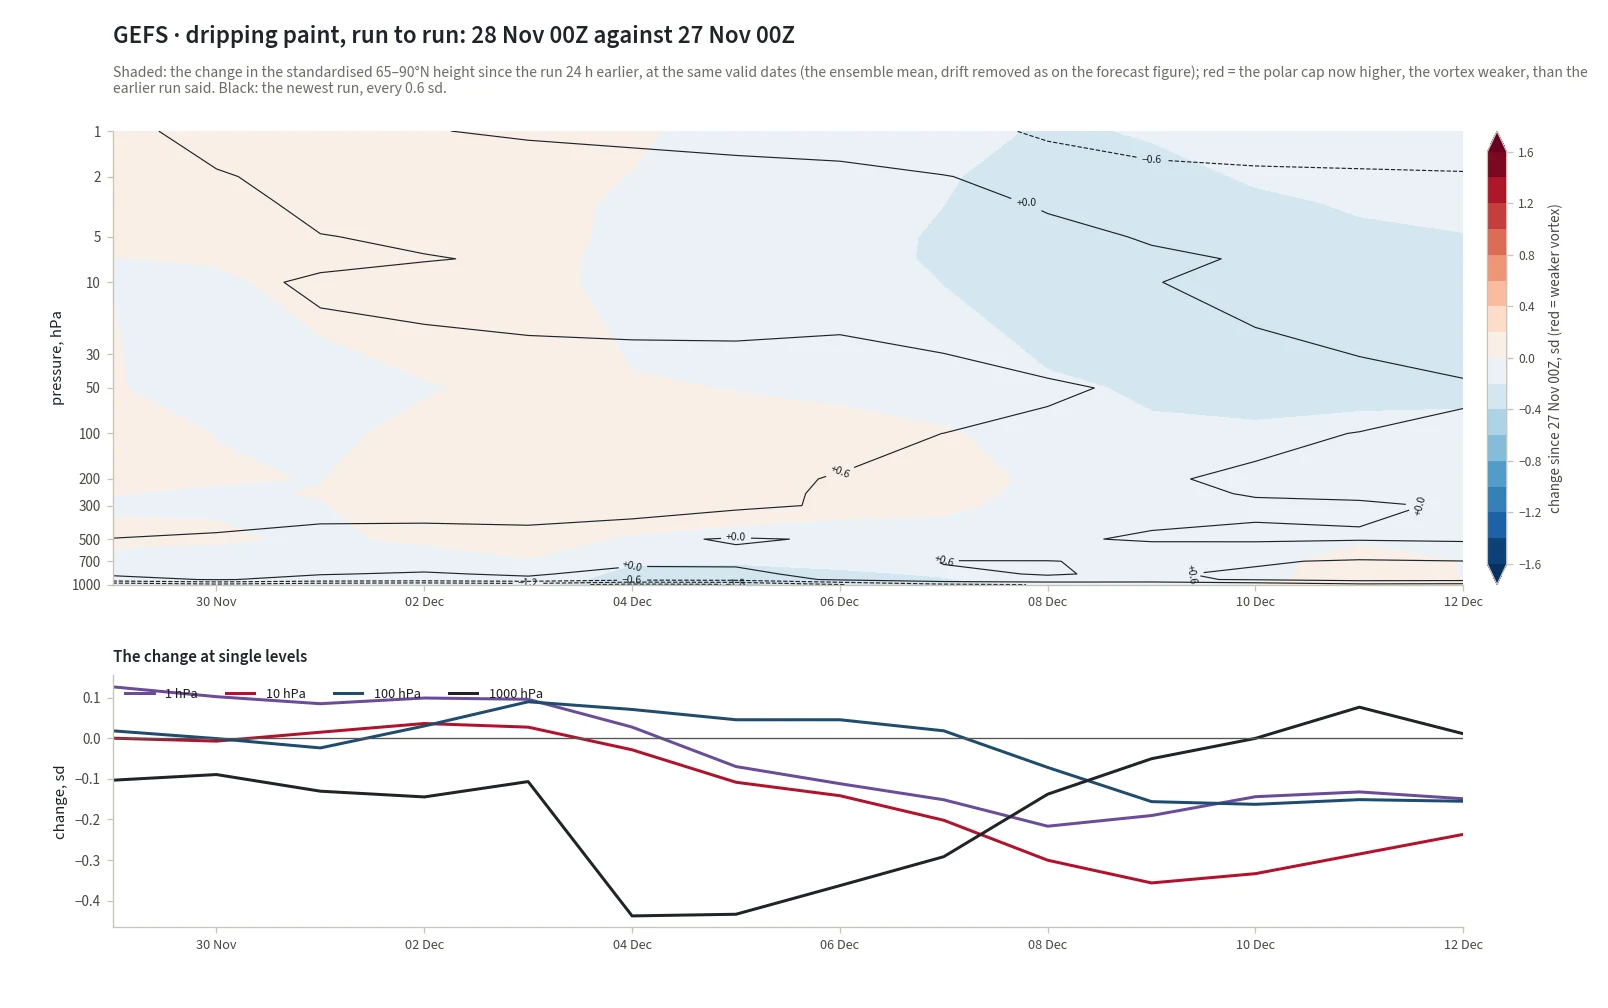 GEFS · dripping paint, run to run: 28 Nov 00Z against 27 Nov 00Z
Shaded: the change in the standardised 65–90°N height since the run 24 h earlier, at the same valid dates (the ensemble mean, drift removed as on the forecast figure); red = the polar cap now higher, the vortex weaker, than the
earlier run said. Black: the newest run, every 0.6 sd.
pressure, hPa
1
2
5
10
30
50
100
200
300
500
700
1000
−0.6
+0.0
+0.6
+0.0
+0.0
+0.6
+0.0
−0.6
+0.6
30 Nov
02 Dec
04 Dec
06 Dec
08 Dec
10 Dec
12 Dec
1.6
1.2
0.8
0.4
0.0
−0.4
−0.8
−1.2
−1.6
change since 27 Nov 00Z, sd (red = weaker vortex)
The change at single levels
1 hPa
10 hPa
100 hPa
1000 hPa
change, sd
0.1
0.0
−0.1
−0.2
−0.3
−0.4
30 Nov
02 Dec
04 Dec
06 Dec
08 Dec
10 Dec
12 Dec